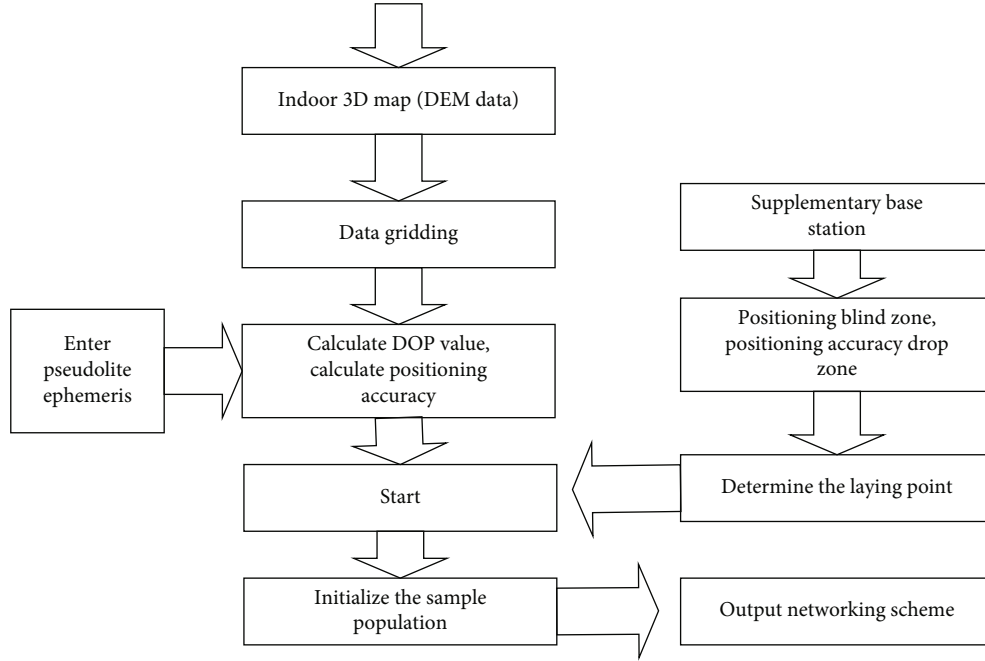 Indoor 3D map (DEM data)
Data gridding
Supplementary base
station
Enter
pseudolite
ephemeris
Calculate DOP value,
calculate positioning
accuracy
Positioning blind zone,
positioning accuracy drop
zone
Start
Determine the laying point
Initialize the sample
population
Output networking scheme